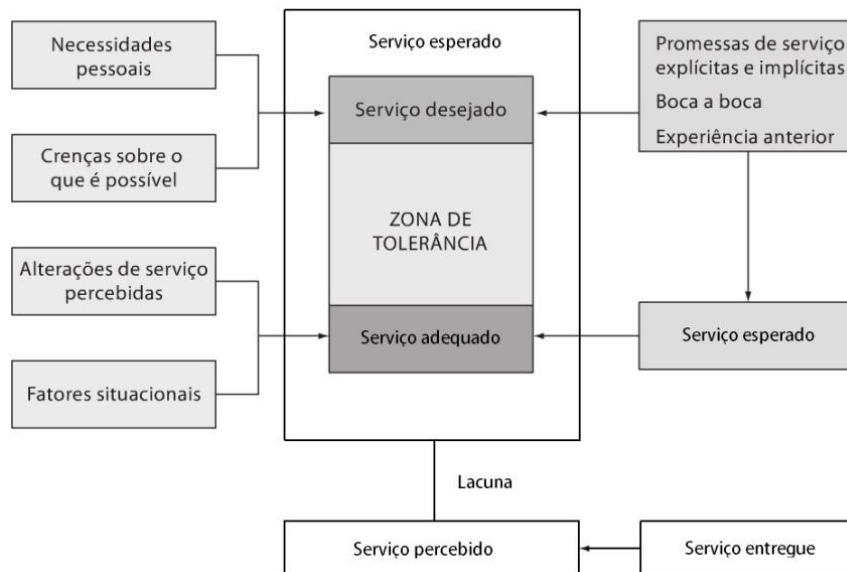 Necessidades
pessoais
Crenças sobre o
que é possível
Alterações de serviço
percebidas
Fatores situacionais
Serviço esperado
Serviço desejado
ZONA DE
TOLERÂNCIA
Serviço adequado
Promessas de serviço
explícitas e implícitas
Boca a boca
Experiência anterior
Serviço esperado
Lacuna
Serviço percebido
Serviço entregue